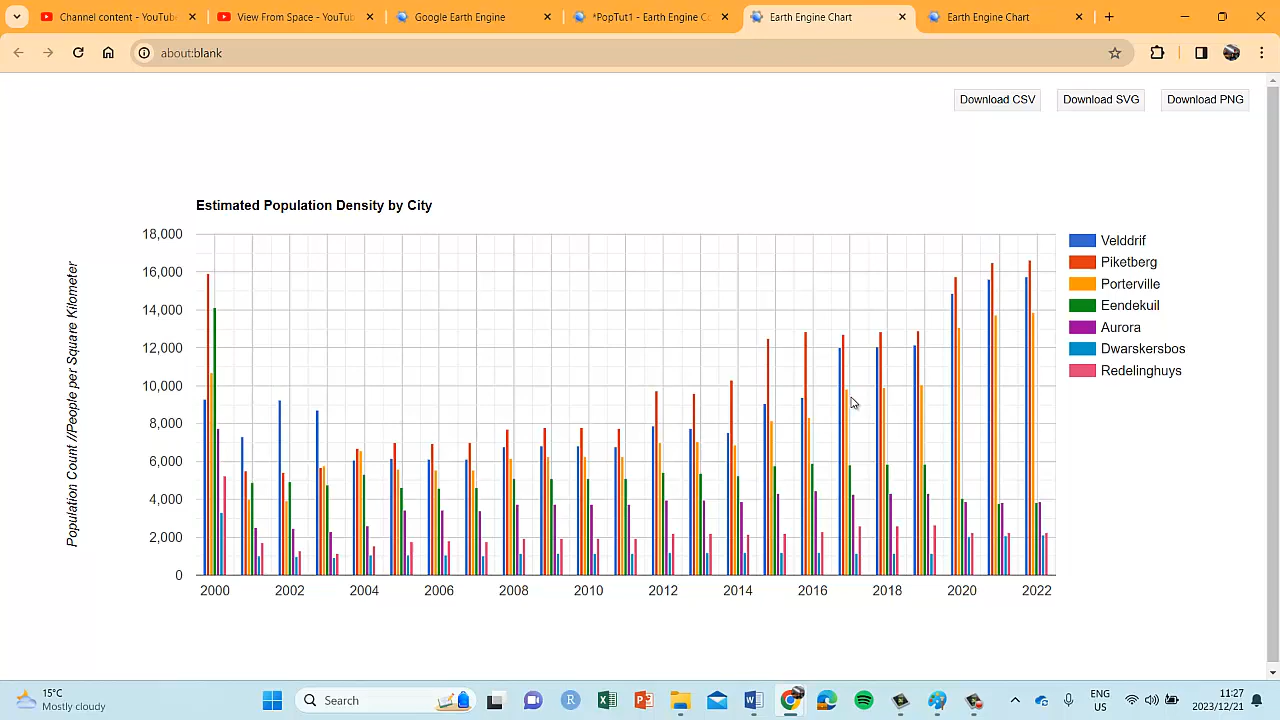 Channel content - YouTube
View From Space - YouTub
Google Earth Engine
*PopTut1 - Earth Engine C
Earth Engine Chart
Earth Engine Chart
about:blank
Download CSV
Download SVG
Download PNG
Estimated Population Density by City
Population Count //People per Square Kilometer
18,000
16,000
14,000
12,000
10,000
8,000
6,000
4,000
2,000
0
2000
2002
2004
2006
2008
2010
2012
2014
2016
2018
2020
2022
Velddrif
Piketberg
Porterville
Eendekuil
Aurora
Dwarskersbos
Redelinghuys
15°C
Mostly cloudy
Search
ENG
US
11:27
2023/12/21